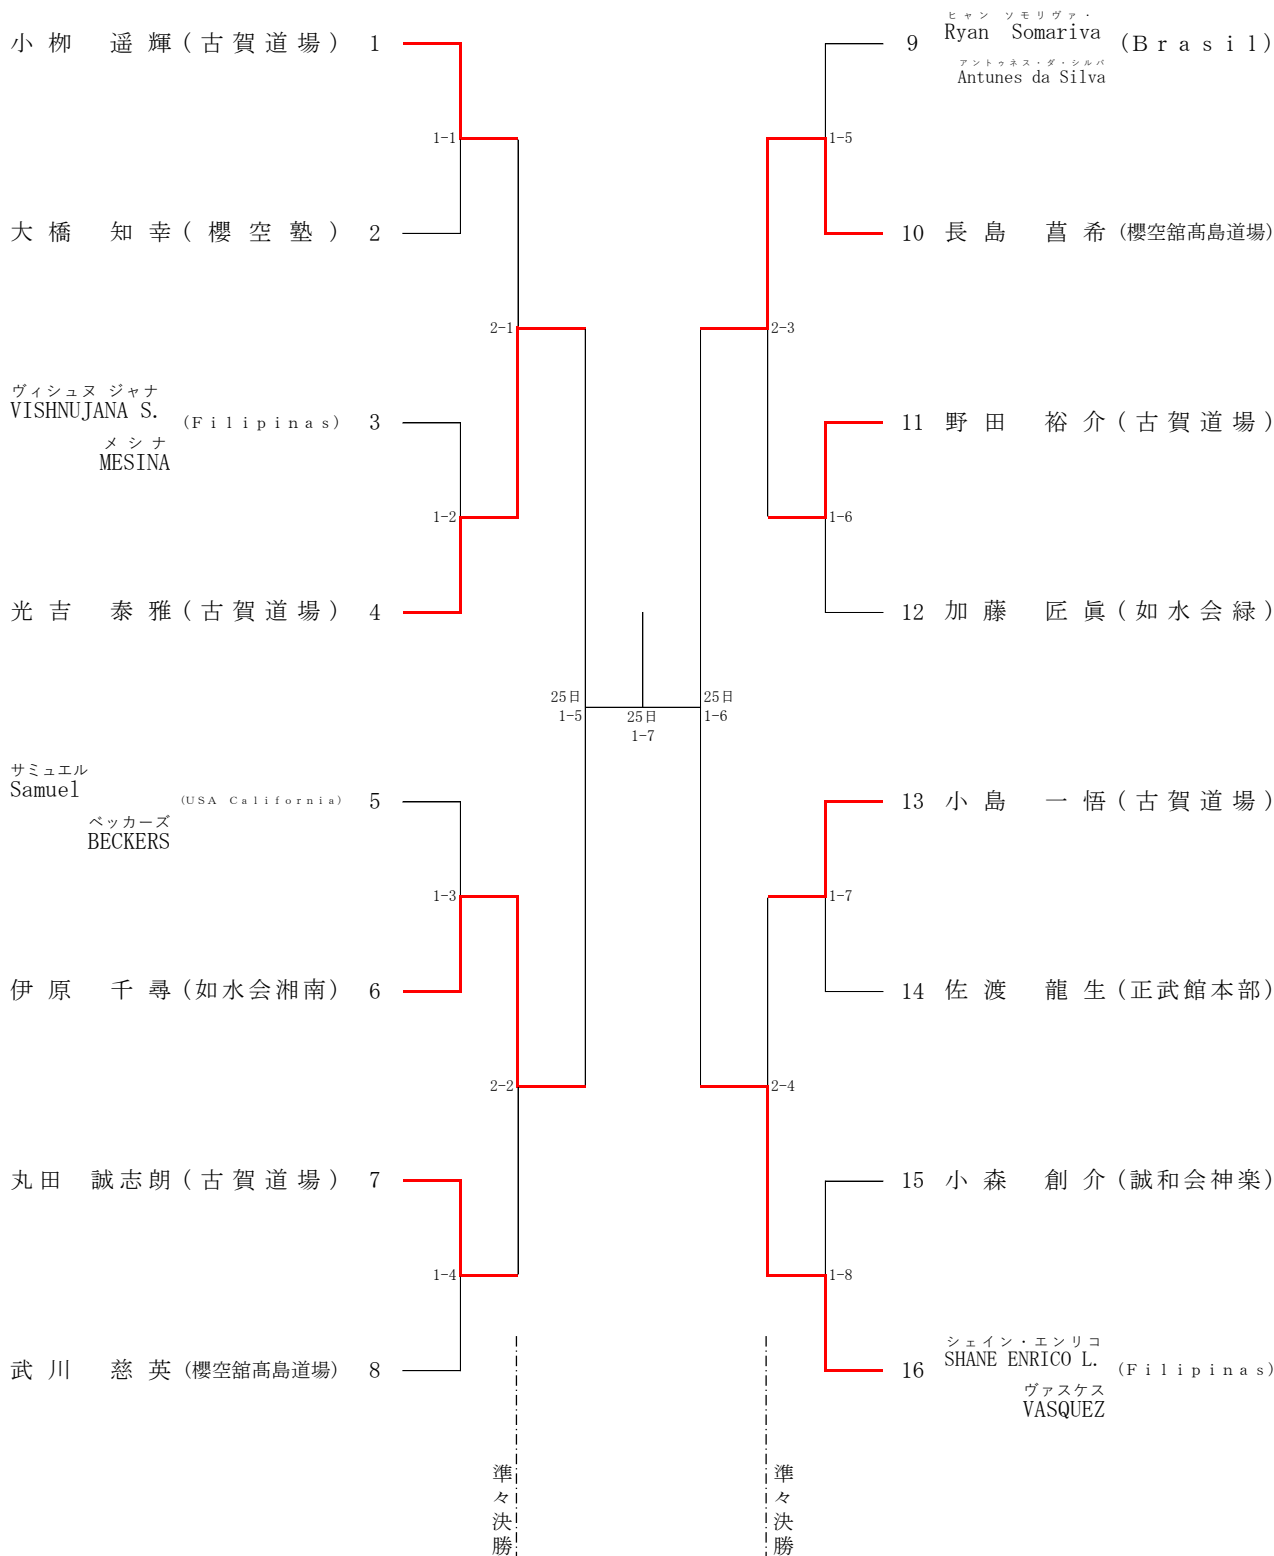 小栁 遥輝(古賀道場) 1
1-1
大橋 知幸(櫻空塾) 2
2-1
ヴィシュヌ ジャナ
VISHNUJANA S.
(Filipinas) 3
メシナ
MESINA
1-2
光吉 泰雅(古賀道場) 4
25日
1-5
サミュエル
Samuel
(USA California) 5
ベッカーズ
BECKERS
1-3
伊原 千尋(如水会湘南) 6
2-2
丸田 誠志朗(古賀道場) 7
1-4
武川 慈英(櫻空舘髙島道場) 8
準々決勝
25日
1-7
ヒャン ソモリヴァ・
9 Ryan Somariva (Brasil)
アントゥネス・ダ・シルバ
Antunes da Silva
1-5
10 長島 菖希(櫻空舘髙島道場)
2-3
11 野田 裕介(古賀道場)
1-6
12 加藤 匠眞(如水会緑)
25日
1-6
13 小島 一悟(古賀道場)
1-7
14 佐渡 龍生(正武館本部)
2-4
15 小森 創介(誠和会神楽)
1-8
シェイン・エンリコ
16 SHANE ENRICO L. (Filipinas)
ヴァスケス
VASQUEZ
準々決勝